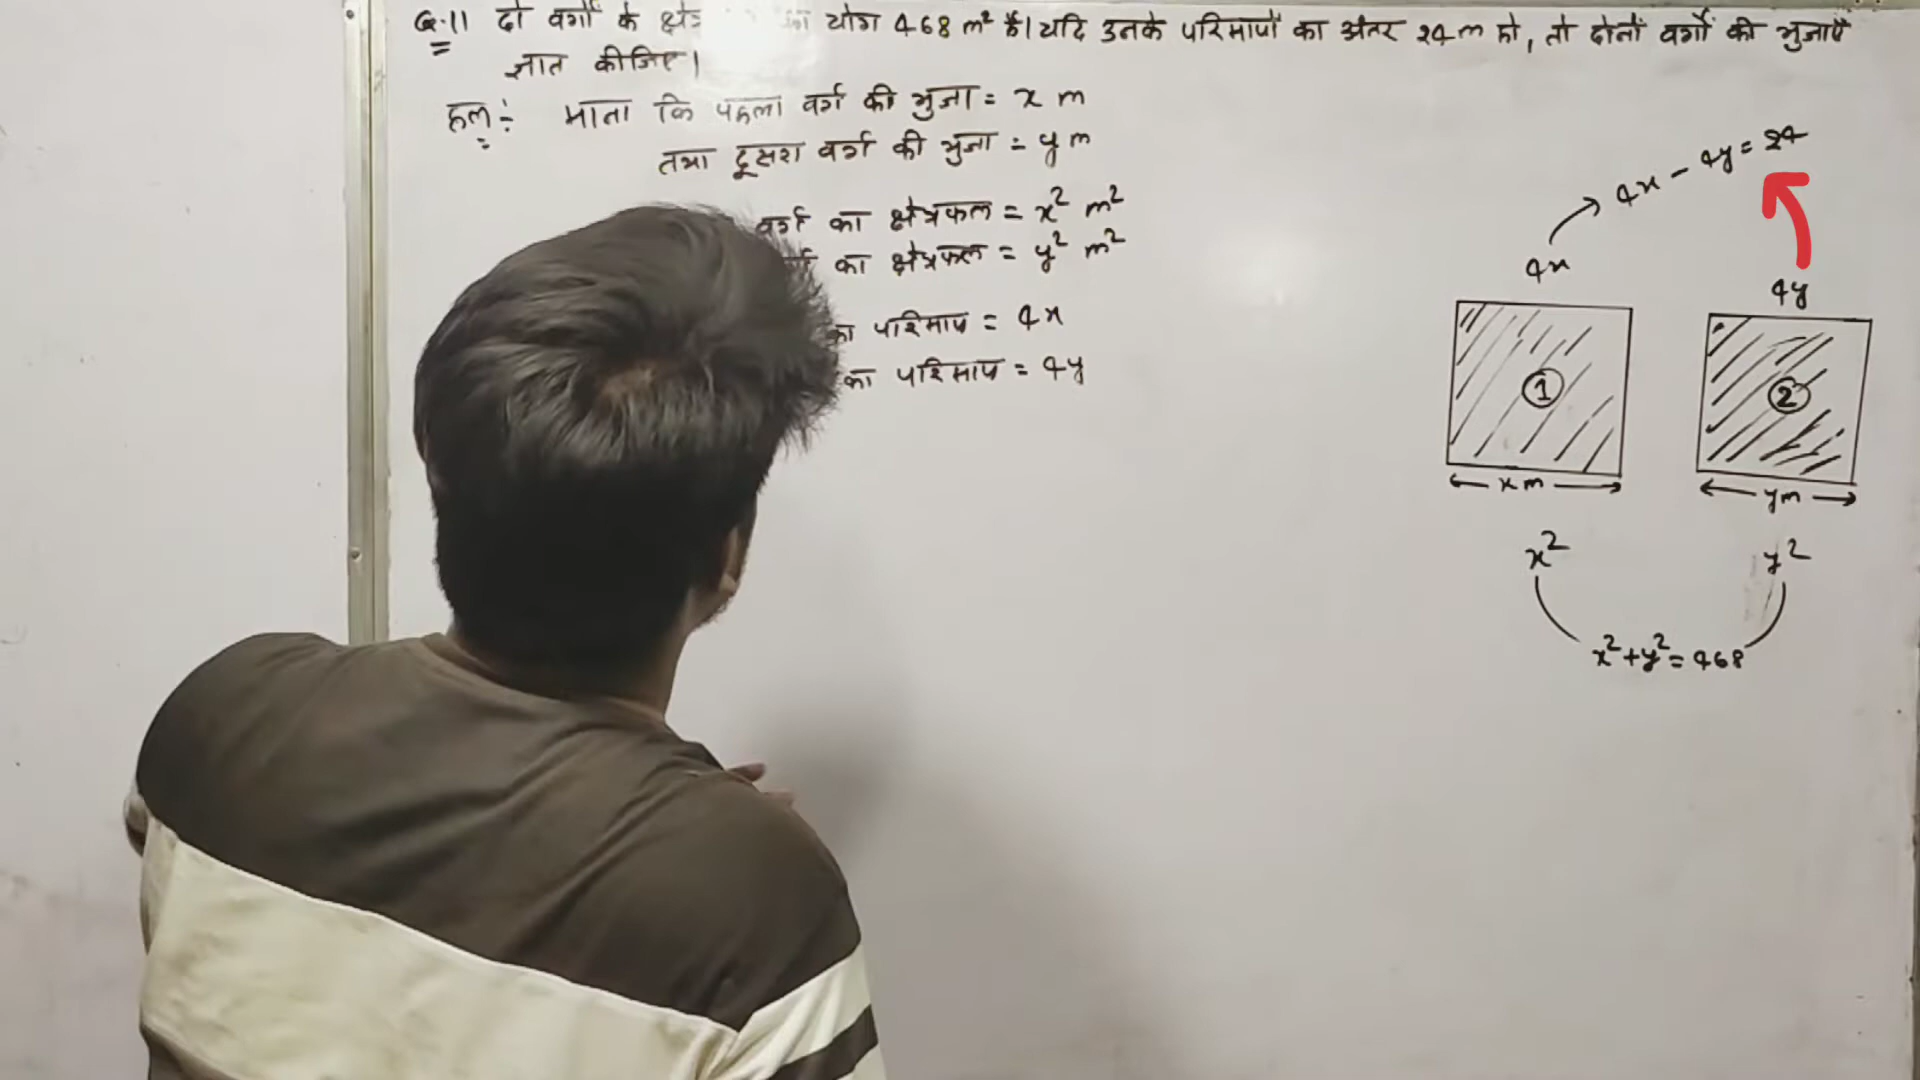 Q.11 दो वर्गों के क्षेत्र का योग 468 m² है। यदि उनके परिमापों का अंतर 24 m हो, तो दोनों वर्गों की भुजाएँ
ज्ञात कीजिए।
हल:- माना कि पहला वर्ग की भुजा = x m
तथा दूसरा वर्ग की भुजा = y m
वर्ग का क्षेत्रफल = x² m²
का क्षेत्रफल = y² m²
का परिमाप = 4x
का परिमाप = 4y
4x - 4y = 24
4x
4y
1
2
x m
y m
x²
y²
x² + y² = 468